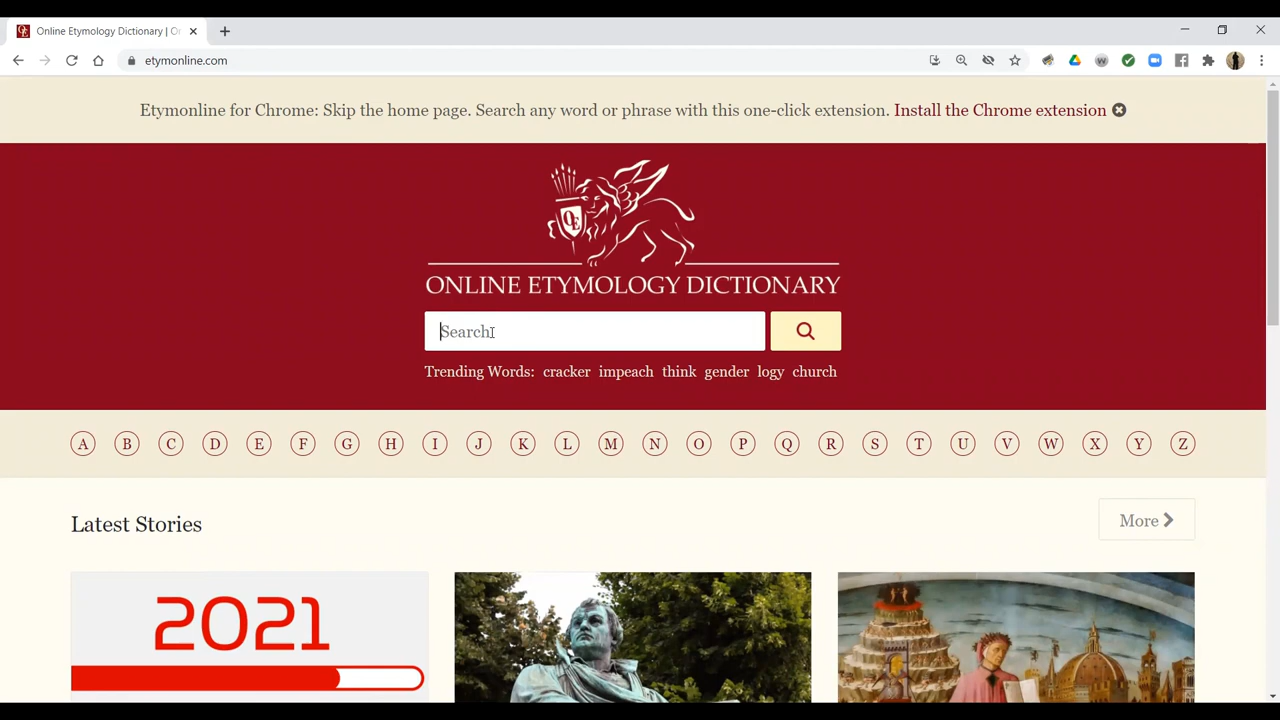 Online Etymology Dictionary | O
etymonline.com
Etymonline for Chrome: Skip the home page. Search any word or phrase with this one-click extension. Install the Chrome extension
OE
ONLINE ETYMOLOGY DICTIONARY
Search
Trending Words: cracker impeach think gender logy church
A B C D E F G H I J K L M N O P Q R S T U V W X Y Z
Latest Stories
More
2021